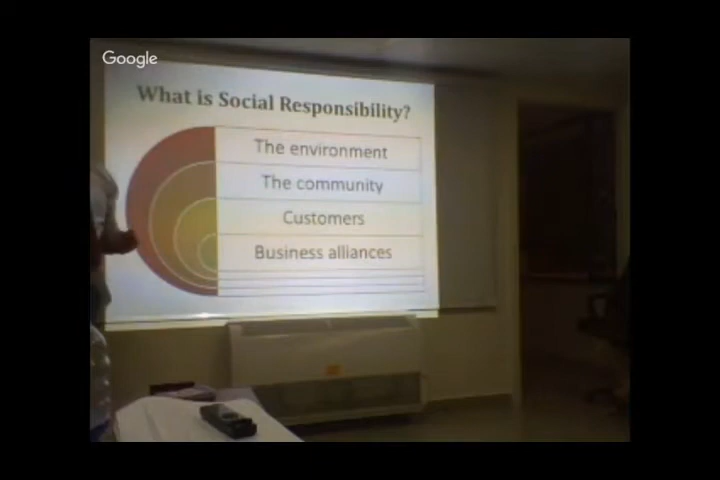 Google
What is Social Responsibility?
The environment
The community
Customers
Business alliances